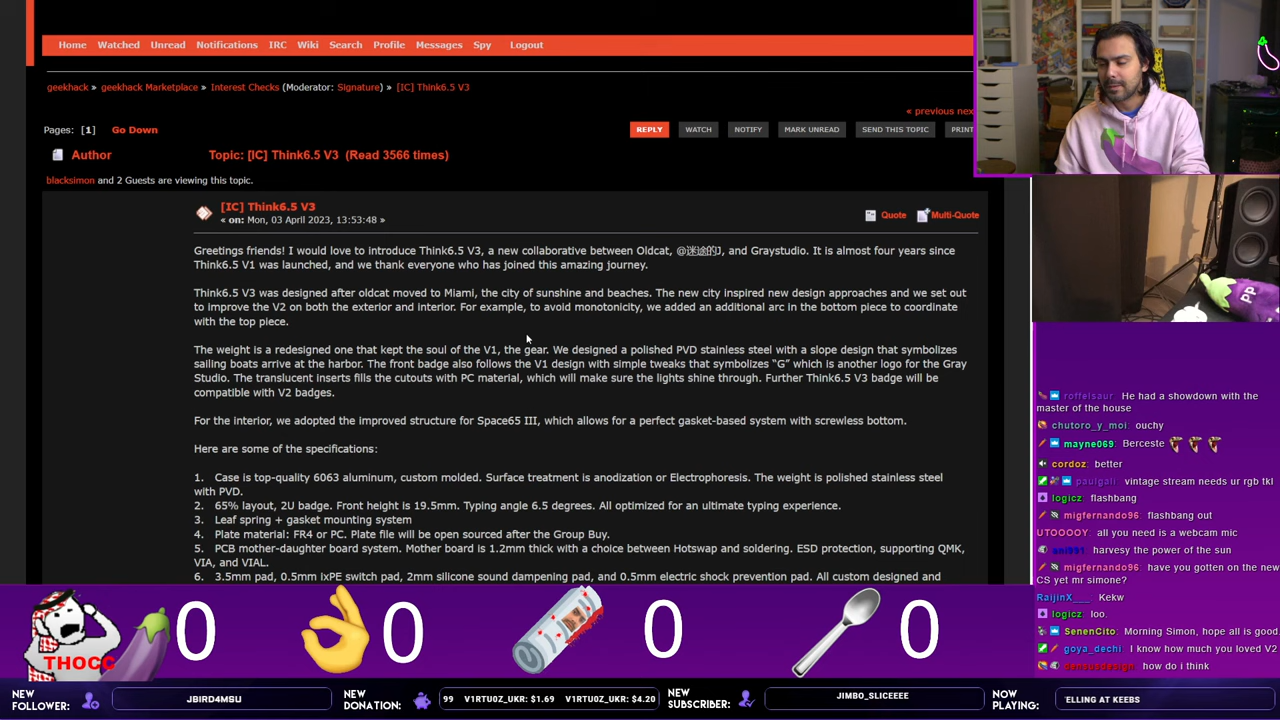 Home Watched Unread Notifications IRC Wiki Search Profile Messages Spy Logout
geekhack » geekhack Marketplace » Interest Checks (Moderator: Signature) » [IC] Think6.5 V3
« previous nex
Pages: [1] Go Down
REPLY WATCH NOTIFY MARK UNREAD SEND THIS TOPIC PRINT
Author Topic: [IC] Think6.5 V3 (Read 3566 times)
blacksimon and 2 Guests are viewing this topic.
[IC] Think6.5 V3
« on: Mon, 03 April 2023, 13:53:48 »
Quote Multi-Quote
Greetings friends! I would love to introduce Think6.5 V3, a new collaborative between Oldcat, @迷途的J, and Graystudio. It is almost four years since
Think6.5 V1 was launched, and we thank everyone who has joined this amazing journey.
Think6.5 V3 was designed after oldcat moved to Miami, the city of sunshine and beaches. The new city inspired new design approaches and we set out
to improve the V2 on both the exterior and interior. For example, to avoid monotonicity, we added an additional arc in the bottom piece to coordinate
with the top piece.
The weight is a redesigned one that kept the soul of the V1, the gear. We designed a polished PVD stainless steel with a slope design that symbolizes
sailing boats arrive at the harbor. The front badge also follows the V1 design with simple tweaks that symbolizes “G” which is another logo for the Gray
Studio. The translucent inserts fills the cutouts with PC material, which will make sure the lights shine through. Further Think6.5 V3 badge will be
compatible with V2 badges.
For the interior, we adopted the improved structure for Space65 III, which allows for a perfect gasket-based system with screwless bottom.
Here are some of the specifications:
1. Case is top-quality 6063 aluminum, custom molded. Surface treatment is anodization or Electrophoresis. The weight is polished stainless steel
with PVD.
2. 65% layout, 2U badge. Front height is 19.5mm. Typing angle 6.5 degrees. All optimized for an ultimate typing experience.
3. Leaf spring + gasket mounting system
4. Plate material: FR4 or PC. Plate file will be open sourced after the Group Buy.
5. PCB mother-daughter board system. Mother board is 1.2mm thick with a choice between Hotswap and soldering. ESD protection, supporting QMK,
VIA, and VIAL.
6. 3.5mm pad, 0.5mm ixPE switch pad, 2mm silicone sound dampening pad, and 0.5mm electric shock prevention pad. All custom designed and
pp
roffelsaur: He had a showdown with the
master of the house
chutoro_y_moi: ouchy
mayne069: Berceste
cordoz: better
paulgali: vintage stream needs ur rgb tkl
logicz: flashbang
migfernando96: flashbang out
UTOOOOY: all you need is a webcam mic
ani991: harvesy the power of the sun
migfernando96: have you gotten on the new
CS yet mr simone?
RaijinX___: Kekw
logicz: loo.
SenenCito: Morning Simon, hope all is good.
goya_dechi: I know how much you loved V2
densusdesign: how do i think
THOCC 0 0 0 0
NEW FOLLOWER: JBIRD4MSU
NEW DONATION: 99 V1RTU0Z_UKR: $1.69 V1RTU0Z_UKR: $4.20
NEW SUBSCRIBER: JIMBO_SLICEEEE
NOW PLAYING: 'ELLING AT KEEBS